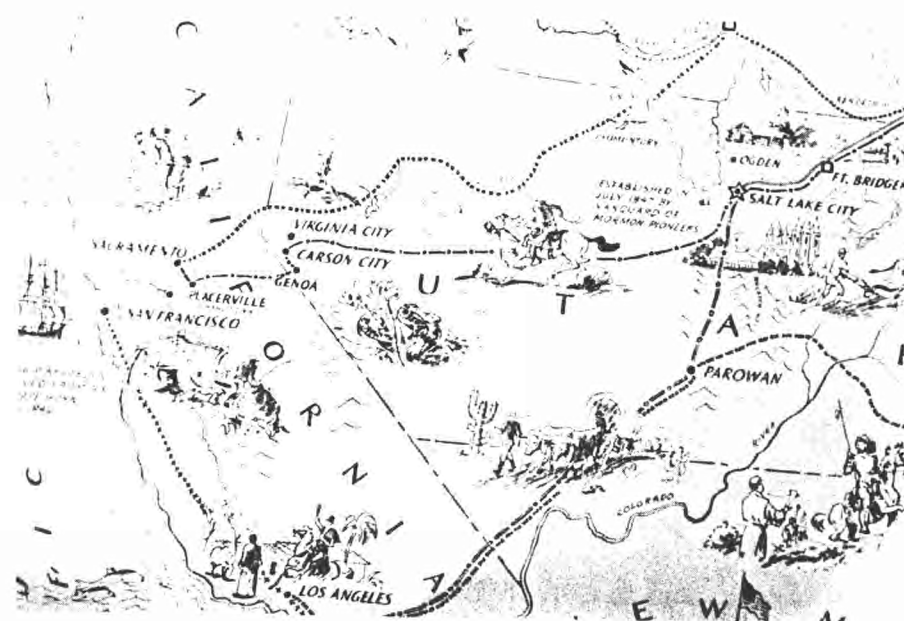 OGDEN
FT. BRIDGER
ESTABLISHED IN
JULY 1847 BY
VANGUARD OF
MORMON PIONEERS
SALT LAKE CITY
VIRGINIA CITY
SACRAMENTO
CARSON CITY
GENOA
PLACERVILLE
SAN FRANCISCO
U T A
PAROWAN
RIVER
COLORADO
C I F O R N I A
C I F
LOS ANGELES
E W M